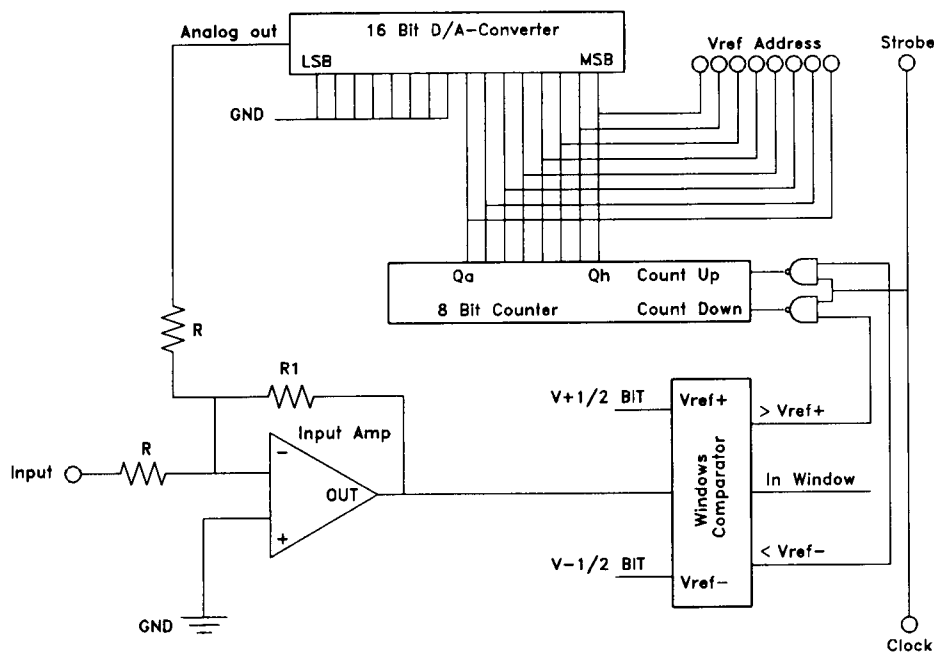 Analog out
16 Bit D/A-Converter
LSB
MSB
Vref Address
Strobe
GND
Qa
Qh
Count Up
8 Bit Counter
Count Down
R
R1
V+1/2 BIT
Vref+
> Vref+
Input Amp
R
Input
-
OUT
+
Windows
Comparator
In Window
V-1/2 BIT
Vref-
< Vref-
GND
Clock